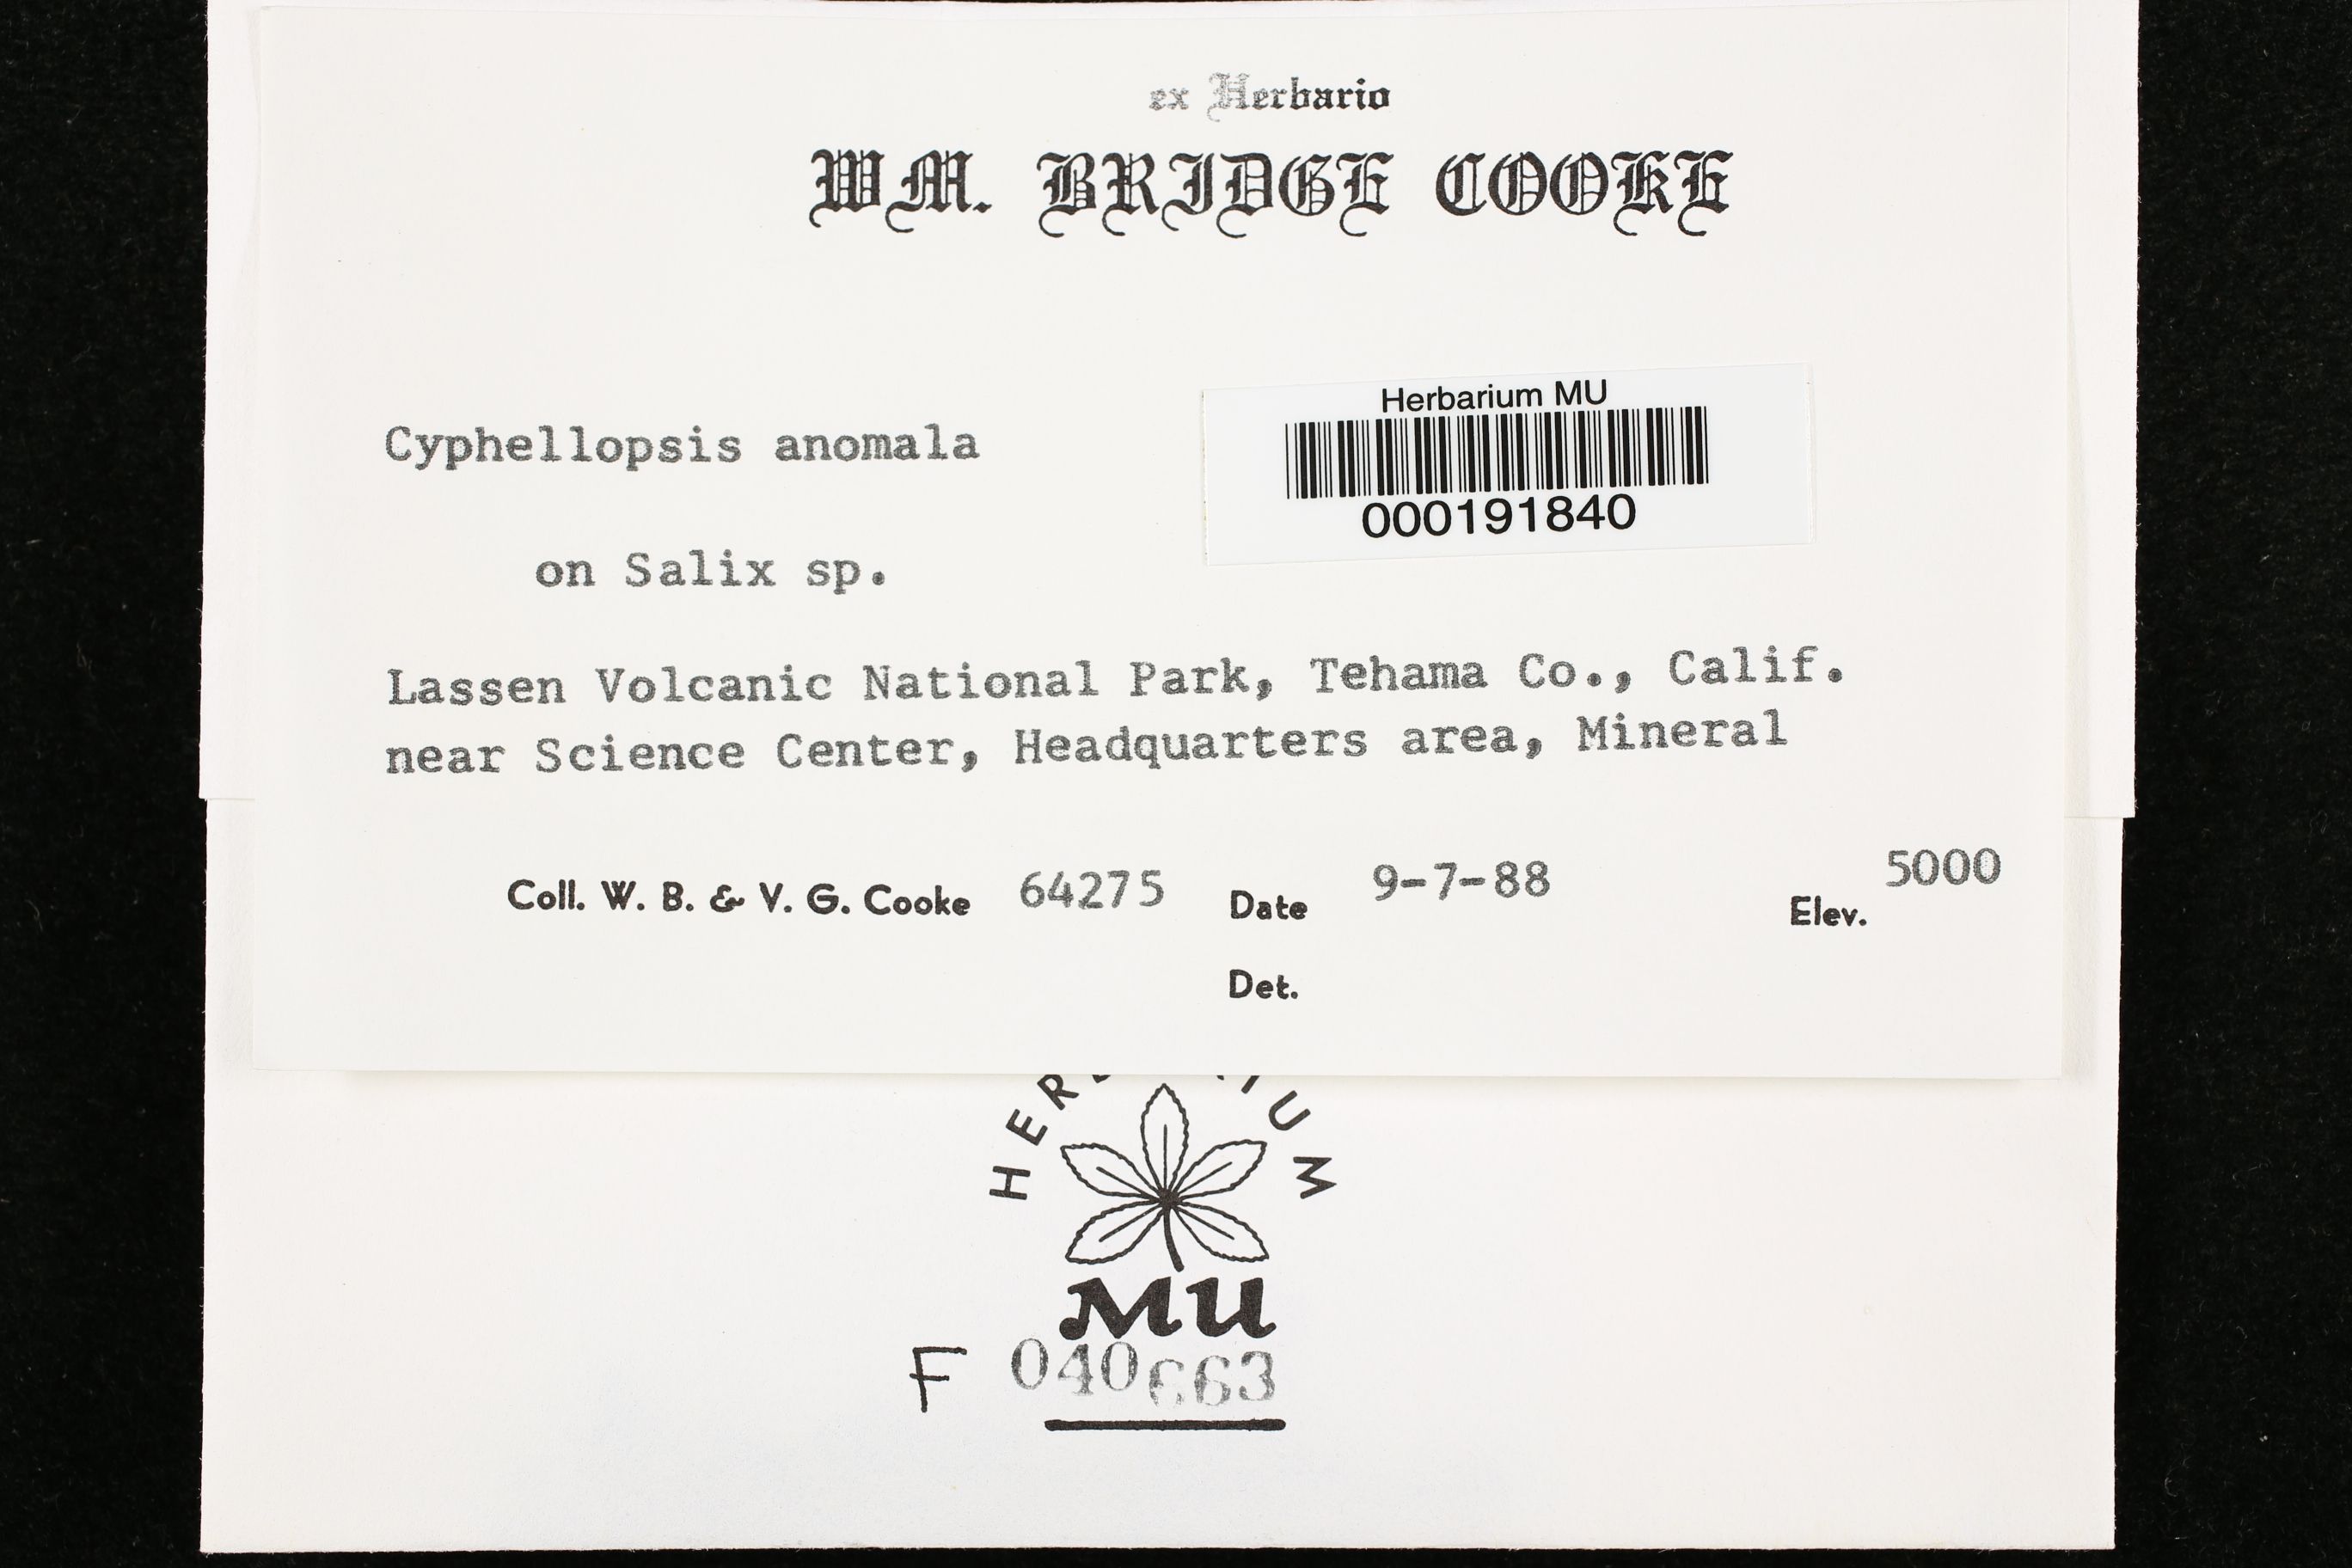 ex Herbario
WM. BRIDGE COOKE
Herbarium MU
000191840
Cyphellopsis anomala
on Salix sp.
Lassen Volcanic National Park, Tehama Co., Calif.
near Science Center, Headquarters area, Mineral
Coll. W. B. & V. G. Cooke 64275 Date 9-7-88 Elev. 5000
Det.
MU
F 040663